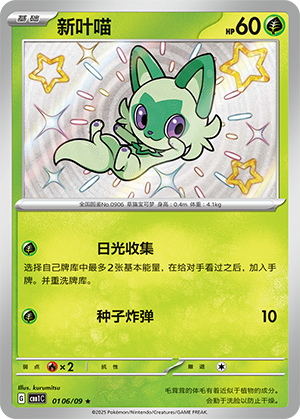 基础 新叶喵 HP60
全国图鉴No.0906 草猫宝可梦 身高：0.4m 体重：4.1kg
日光收集
选择自己牌库中最多2张基本能量，在给对手看过之后，加入手
牌。并重洗牌库。
种子炸弹 10
弱点 ×2 抗性 撤退
Illus. kurumitsu
G CSM1C 0106/09 ★
毛茸茸的体毛有着近似于植物的成分。
会勤于洗脸以防止干燥。
©2025 Pokémon/Nintendo/Creatures/GAME FREAK.